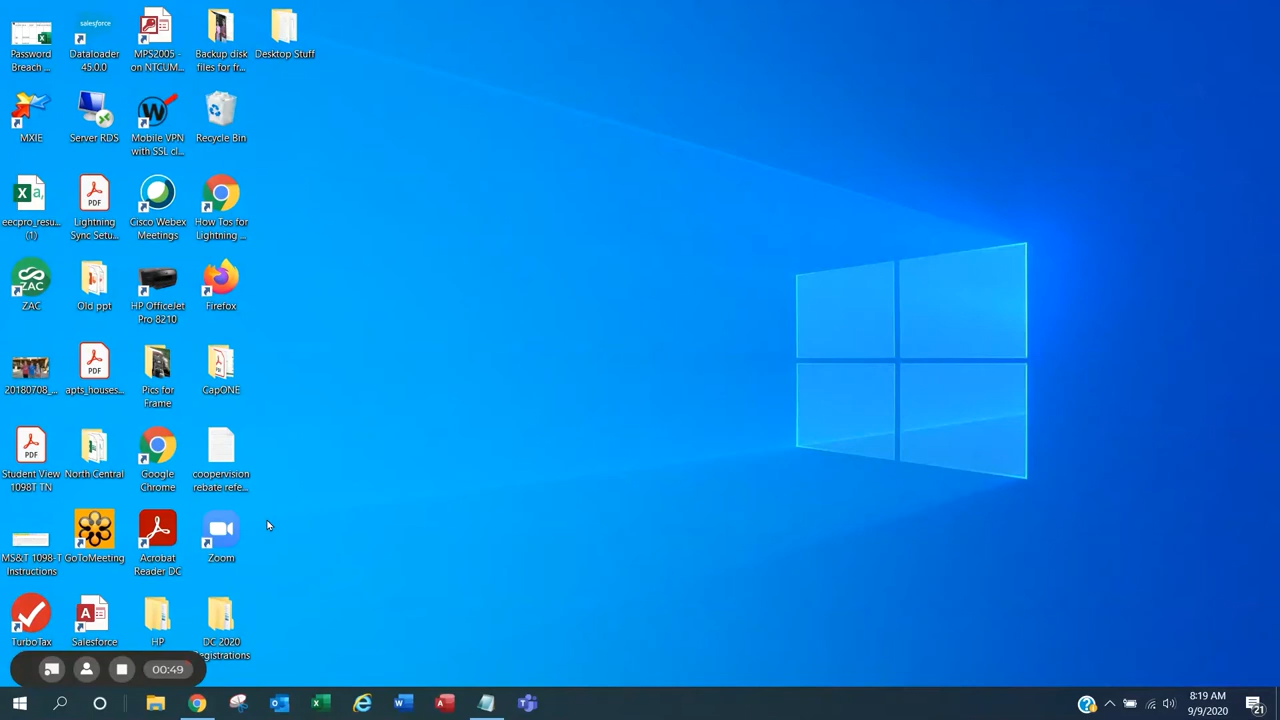 Password
Breach ...
salesforce
Dataloader
45.0.0
MPS2005 -
on NTCUM...
Backup disk
files for fr...
Desktop Stuff
MXIE
Server RDS
Mobile VPN
with SSL cl...
Recycle Bin
eecpro_resu...
(1)
PDF
Lightning
Sync Setu...
Cisco Webex
Meetings
How Tos for
Lightning ...
ZAC
ZAC
Old ppt
HP OfficeJet
Pro 8210
Firefox
20180708_...
PDF
apts_houses...
Pics for
Frame
CapONE
PDF
Student View
1098T TN
North Central
Google
Chrome
coopervision
rebate refe...
MS&T 1098-T
Instructions
GoToMeeting
Acrobat
Reader DC
Zoom
TurboTax
Salesforce
HP
DC 2020
Registrations
00:49
8:19 AM
9/9/2020
21